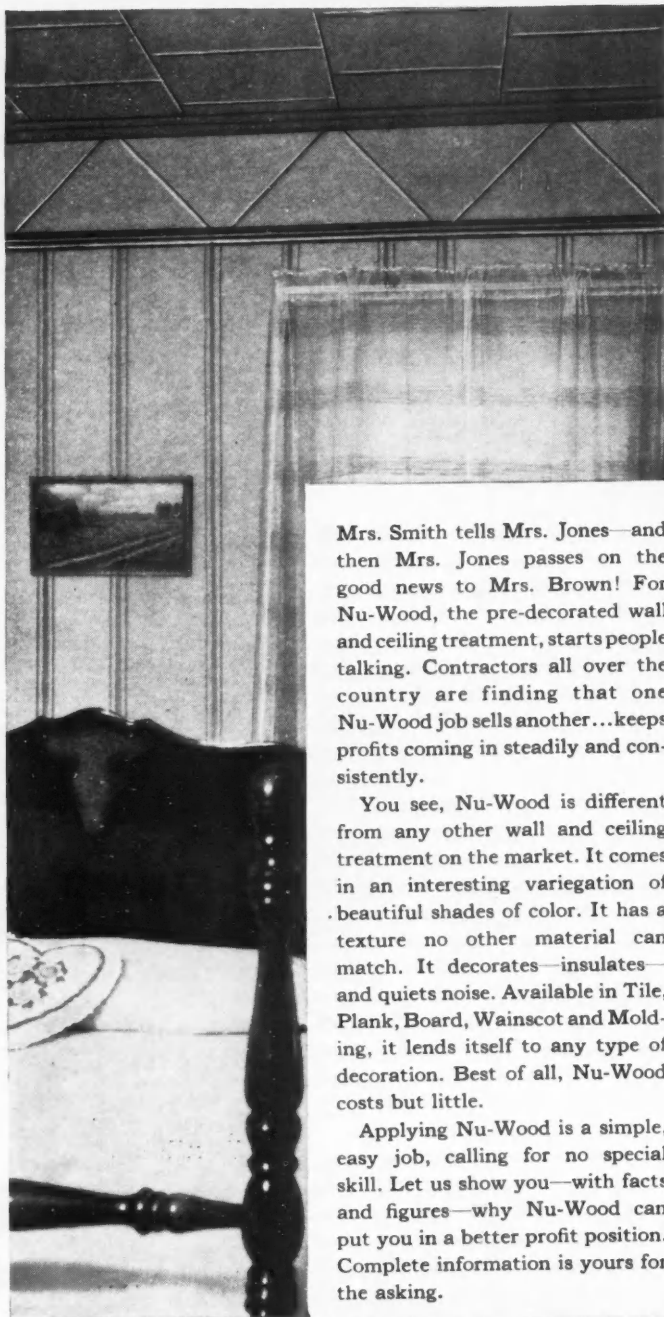 Mrs. Smith tells Mrs. Jones—and
then Mrs. Jones passes on the
good news to Mrs. Brown! For
Nu-Wood, the pre-decorated wall
and ceiling treatment, starts people
talking. Contractors all over the
country are finding that one
Nu-Wood job sells another...keeps
profits coming in steadily and con-
sistently.
You see, Nu-Wood is different
from any other wall and ceiling
treatment on the market. It comes
in an interesting variegation of
beautiful shades of color. It has a
texture no other material can
match. It decorates—insulates—
and quiets noise. Available in Tile,
Plank, Board, Wainscot and Mold-
ing, it lends itself to any type of
decoration. Best of all, Nu-Wood
costs but little.
Applying Nu-Wood is a simple,
easy job, calling for no special
skill. Let us show you—with facts
and figures—why Nu-Wood can
put you in a better profit position.
Complete information is yours for
the asking.